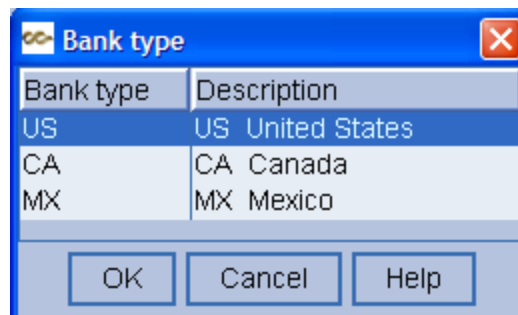 Bank type
Bank type Description
US US United States
CA CA Canada
MX MX Mexico
OK Cancel Help